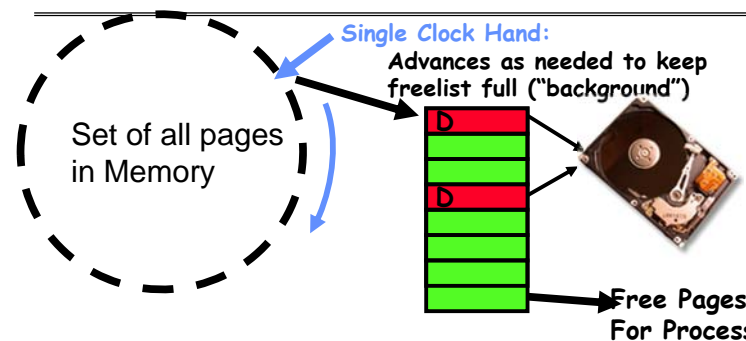 Single Clock Hand:
Advances as needed to keep
freelist full ("background")
Set of all pages
in Memory
D
D
Free Pages
For Process